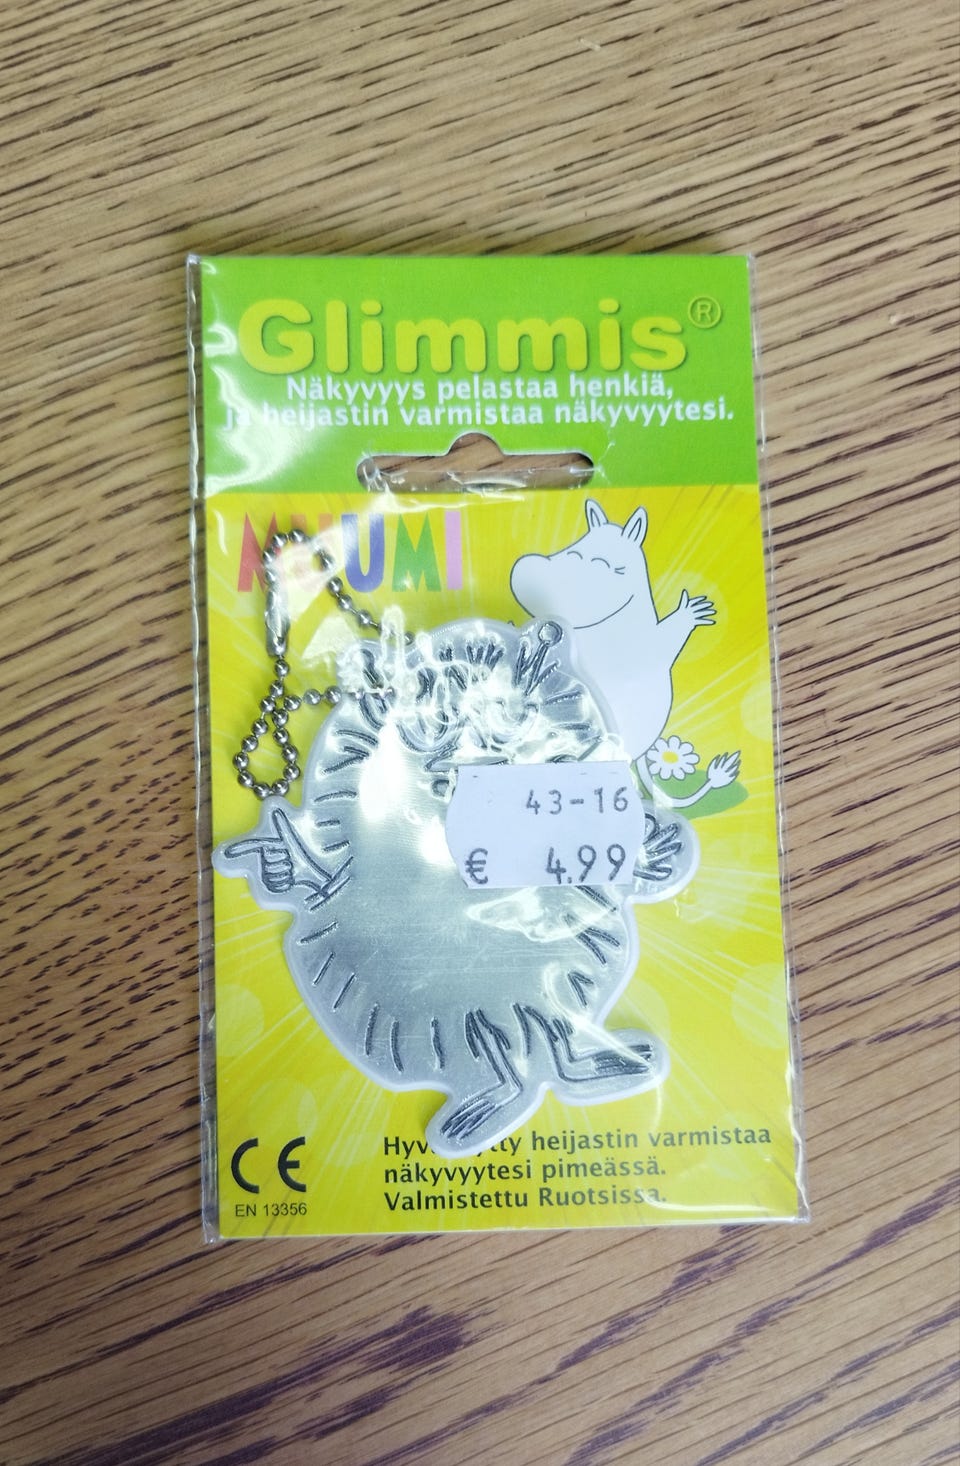 Glimmis®
Näkyvyys pelastaa henkiä,
ja heijastin varmistaa näkyvyytesi.
MUUMI
43-16
€ 4.99
CE
EN 13356
heijastin varmistaa
näkyvyytesi pimeässä.
Valmistettu Ruotsissa.